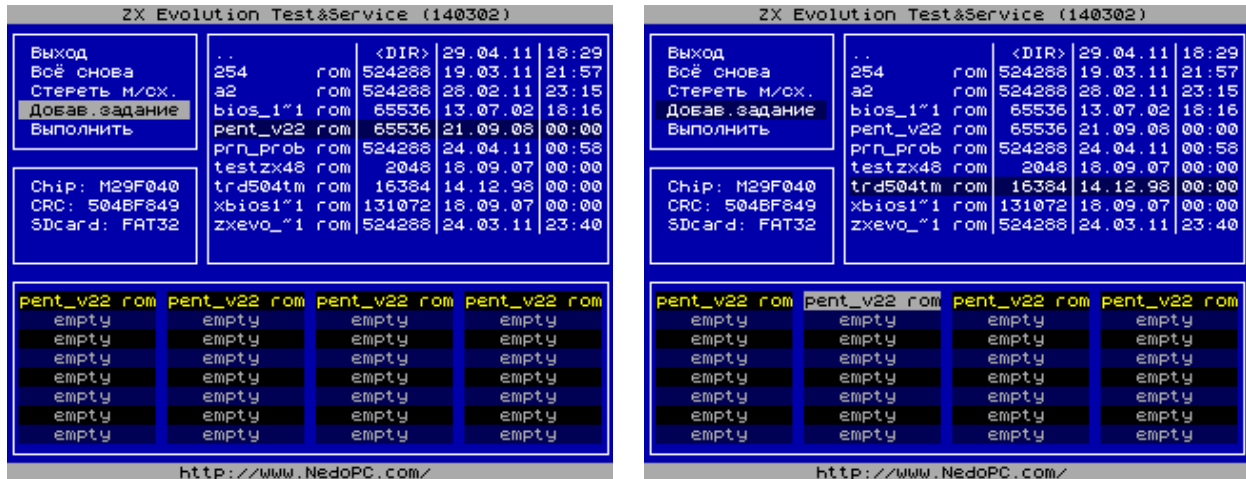 ZX Evolution Test&Service (140302)
Выход
Всё снова
Стереть м/сх.
Добав.задание
Выполнить
Chip: M29F040
CRC: 504BF849
SDcard: FAT32
.. <DIR> 29.04.11 18:29
254 rom 524288 19.03.11 21:57
a2 rom 524288 28.02.11 23:15
bios_1~1 rom 65536 13.07.02 18:16
pent_v22 rom 65536 21.09.08 00:00
prn_prob rom 524288 24.04.11 00:58
testzx48 rom 2048 18.09.07 00:00
trd504tm rom 16384 14.12.98 00:00
xbios1~1 rom 131072 18.09.07 00:00
zxevo_~1 rom 524288 24.03.11 23:40
pent_v22 rom pent_v22 rom pent_v22 rom pent_v22 rom
empty empty empty empty
empty empty empty empty
empty empty empty empty
empty empty empty empty
empty empty empty empty
empty empty empty empty
empty empty empty empty
http://www.NedoPC.com/
ZX Evolution Test&Service (140302)
Выход
Всё снова
Стереть м/сх.
Добав.задание
Выполнить
Chip: M29F040
CRC: 504BF849
SDcard: FAT32
.. <DIR> 29.04.11 18:29
254 rom 524288 19.03.11 21:57
a2 rom 524288 28.02.11 23:15
bios_1~1 rom 65536 13.07.02 18:16
pent_v22 rom 65536 21.09.08 00:00
prn_prob rom 524288 24.04.11 00:58
testzx48 rom 2048 18.09.07 00:00
trd504tm rom 16384 14.12.98 00:00
xbios1~1 rom 131072 18.09.07 00:00
zxevo_~1 rom 524288 24.03.11 23:40
pent_v22 rom pent_v22 rom pent_v22 rom pent_v22 rom
empty empty empty empty
empty empty empty empty
empty empty empty empty
empty empty empty empty
empty empty empty empty
empty empty empty empty
empty empty empty empty
http://www.NedoPC.com/